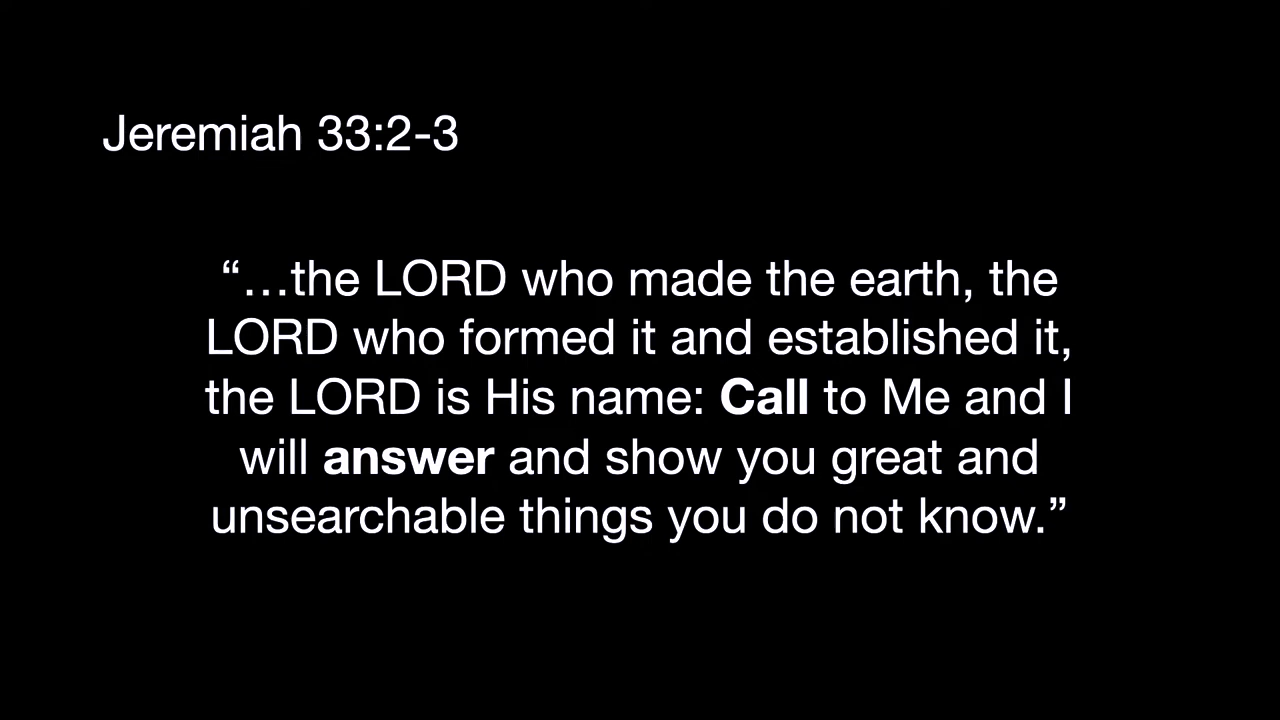 Jeremiah 33:2-3
“…the LORD who made the earth, the
LORD who formed it and established it,
the LORD is His name: Call to Me and I
will answer and show you great and
unsearchable things you do not know.”